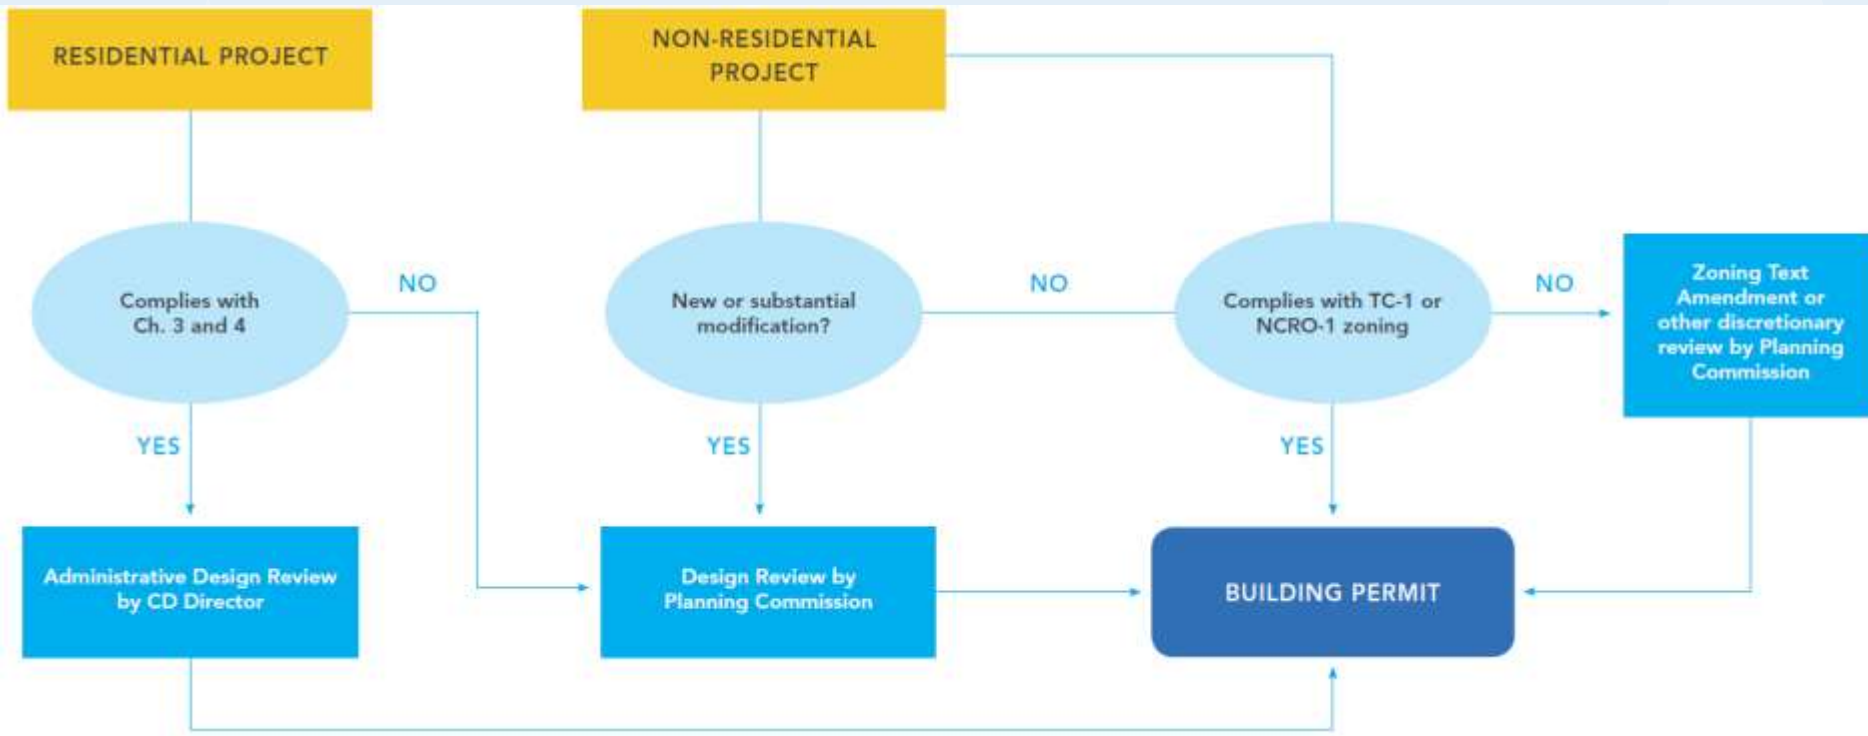 RESIDENTIAL PROJECT
NON-RESIDENTIAL
PROJECT
Complies with
Ch. 3 and 4
NO
New or substantial
modification?
NO
Complies with TC-1 or
NCRO-1 zoning
NO
Zoning Text
Amendment or
other discretionary
review by Planning
Commission
YES
YES
YES
Administrative Design Review
by CD Director
Design Review by
Planning Commission
BUILDING PERMIT